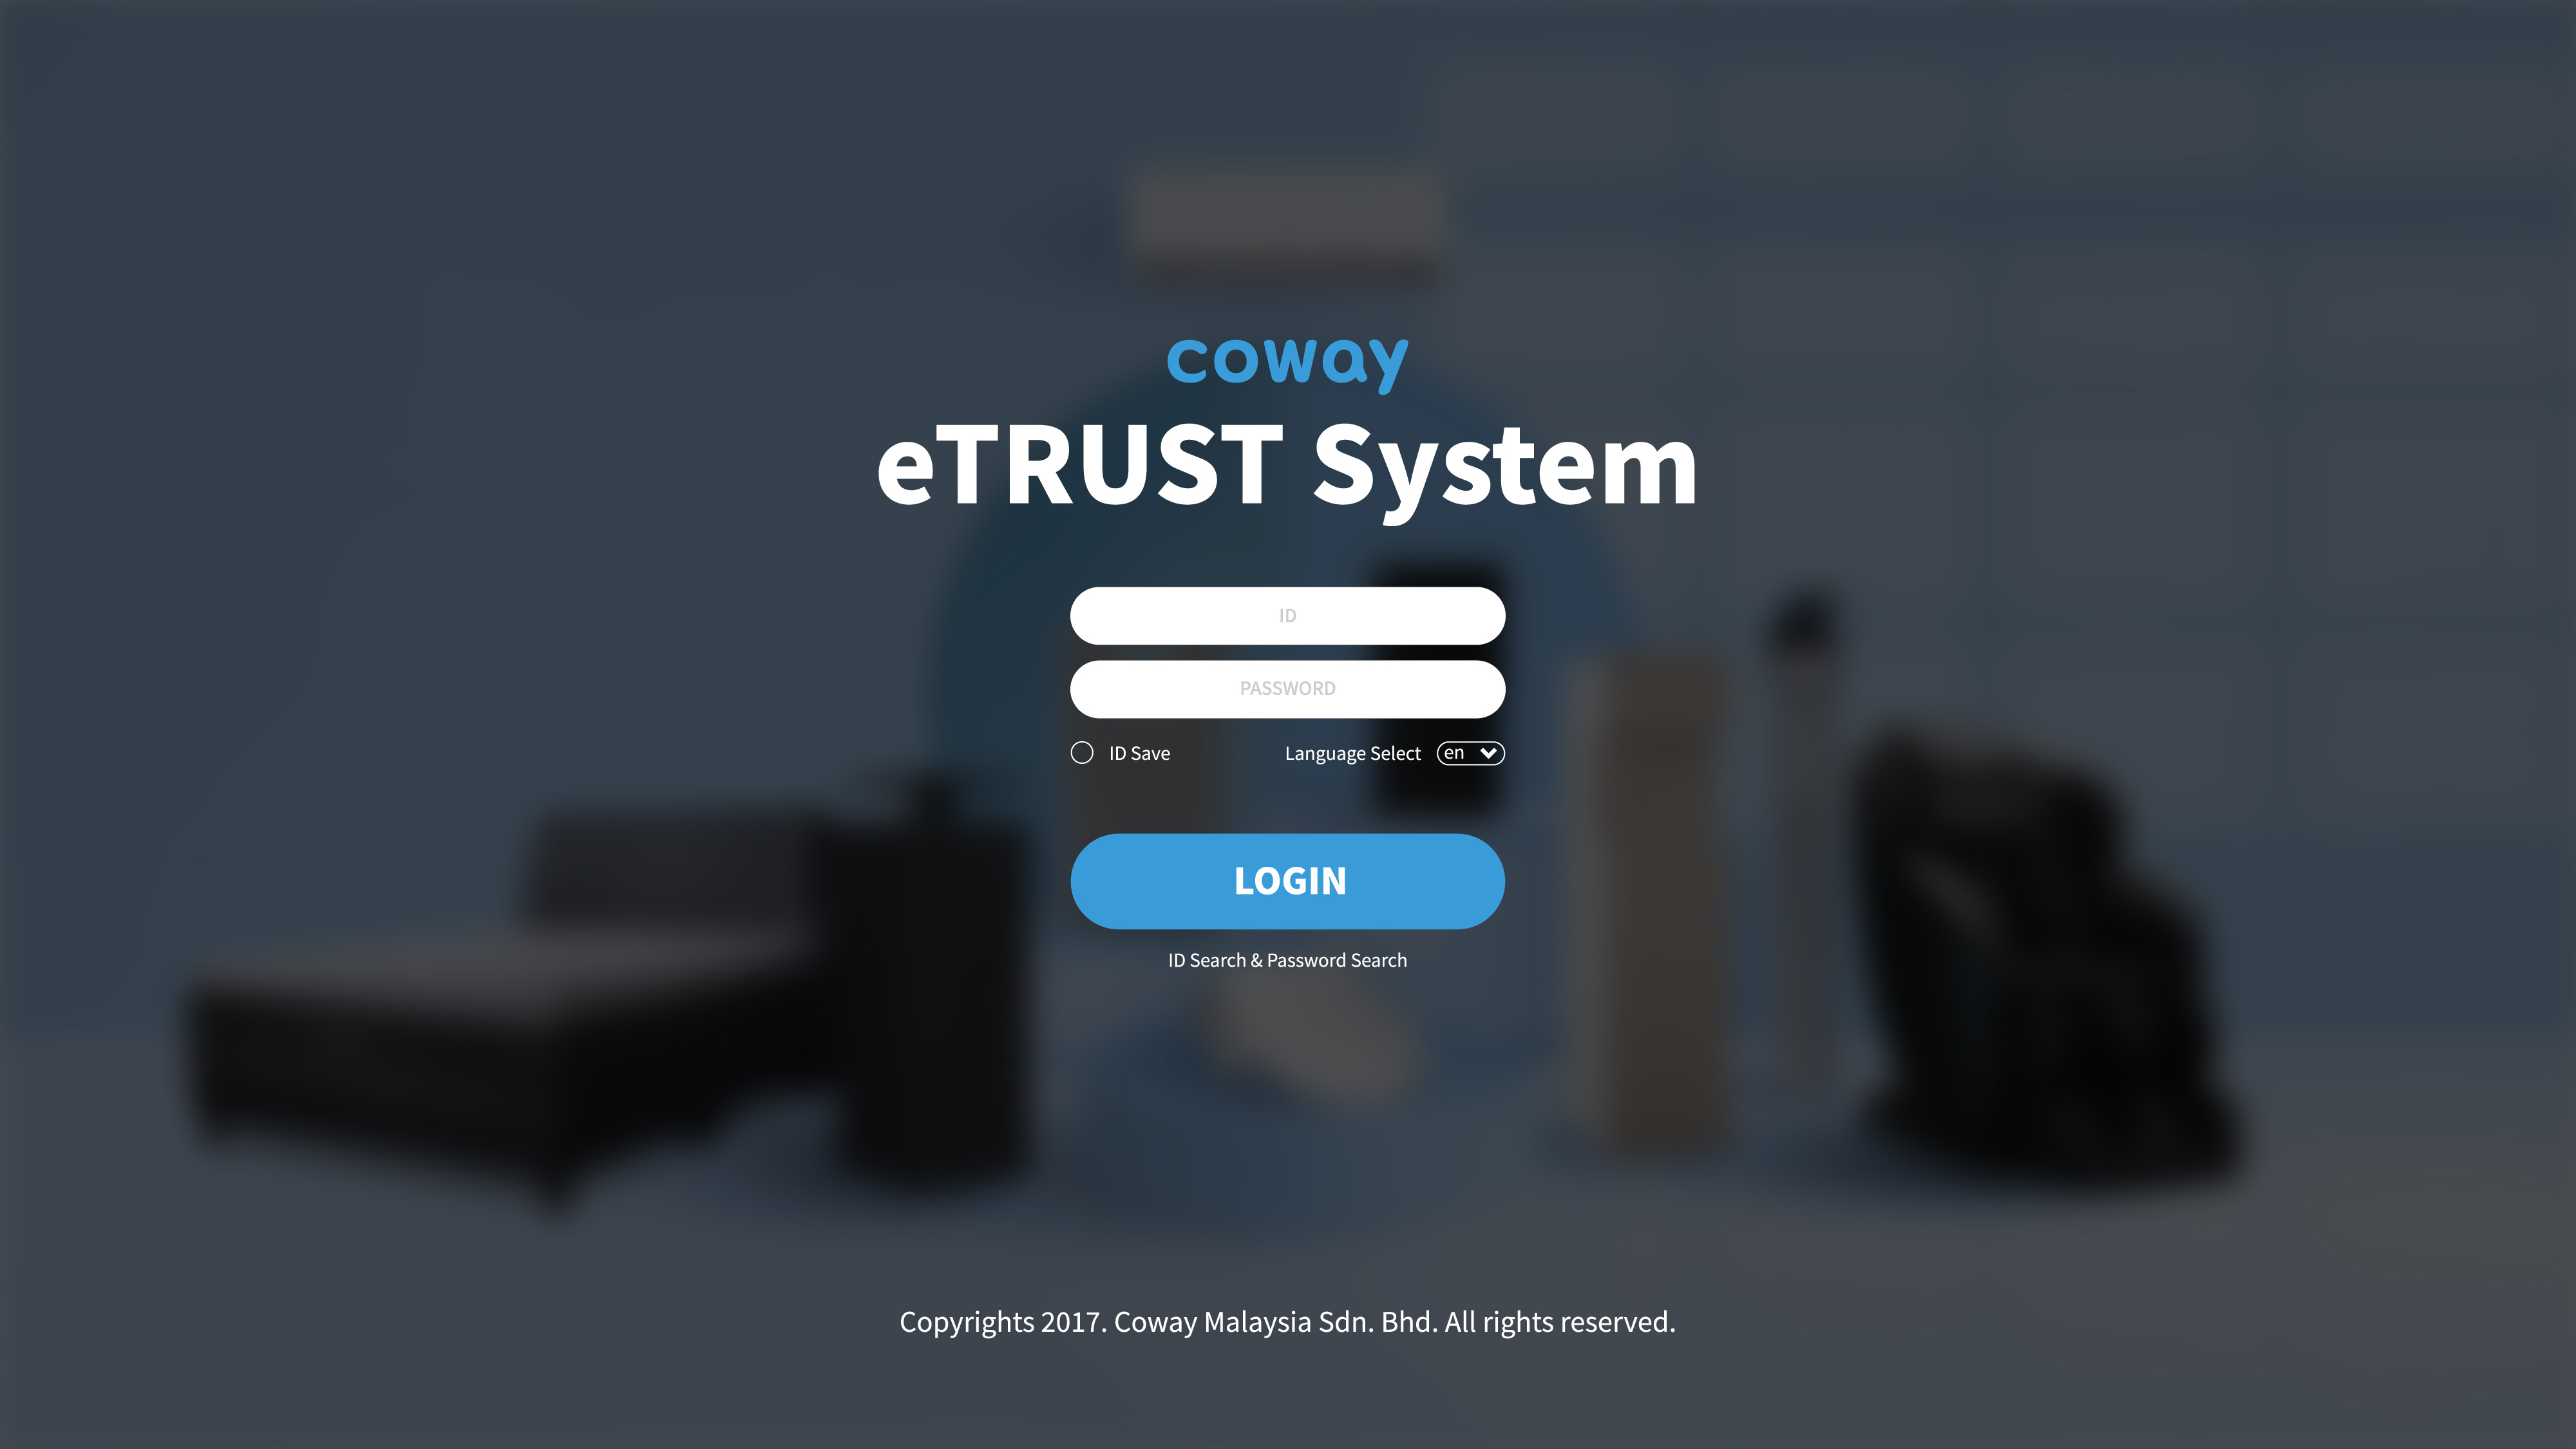 coway
eTRUST System
ID
PASSWORD
ID Save Language Select en
LOGIN
ID Search & Password Search
Copyrights 2017. Coway Malaysia Sdn. Bhd. All rights reserved.